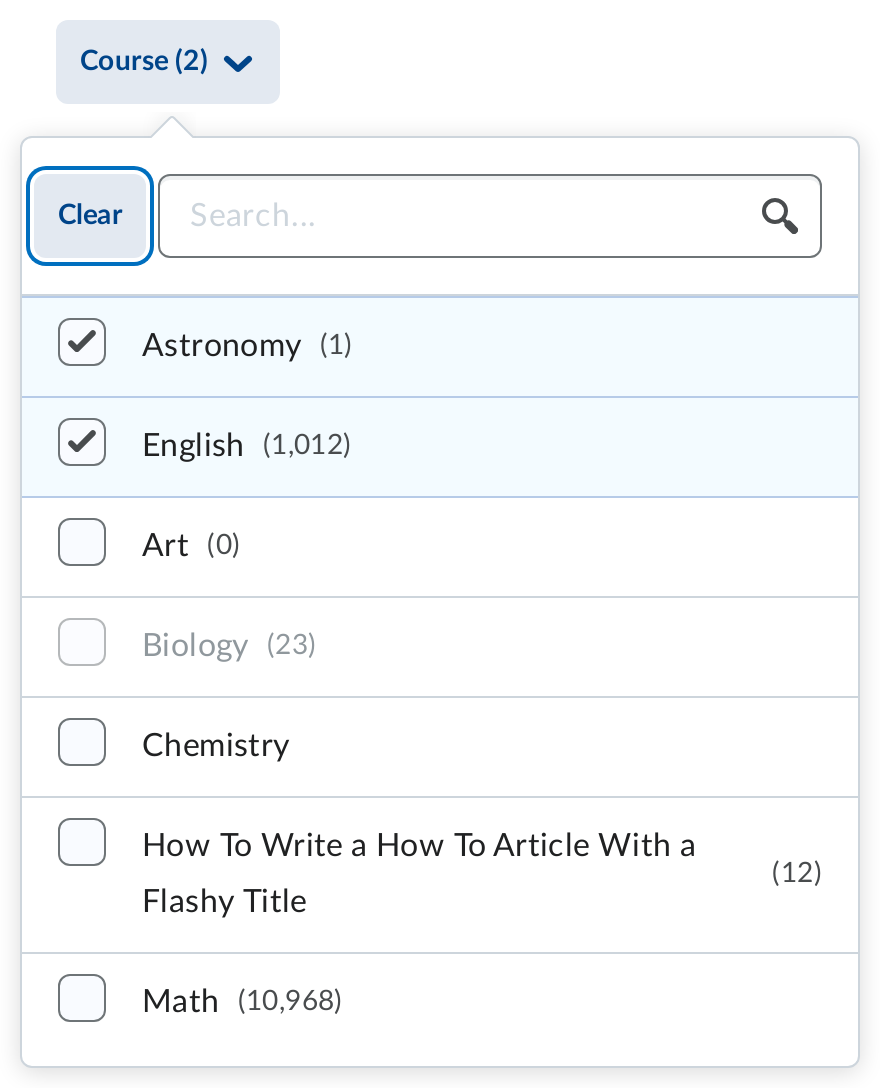 Course (2)
Clear
Search...
Astronomy (1)
English (1,012)
Art (0)
Biology (23)
Chemistry
How To Write a How To Article With a
Flashy Title
(12)
Math (10,968)